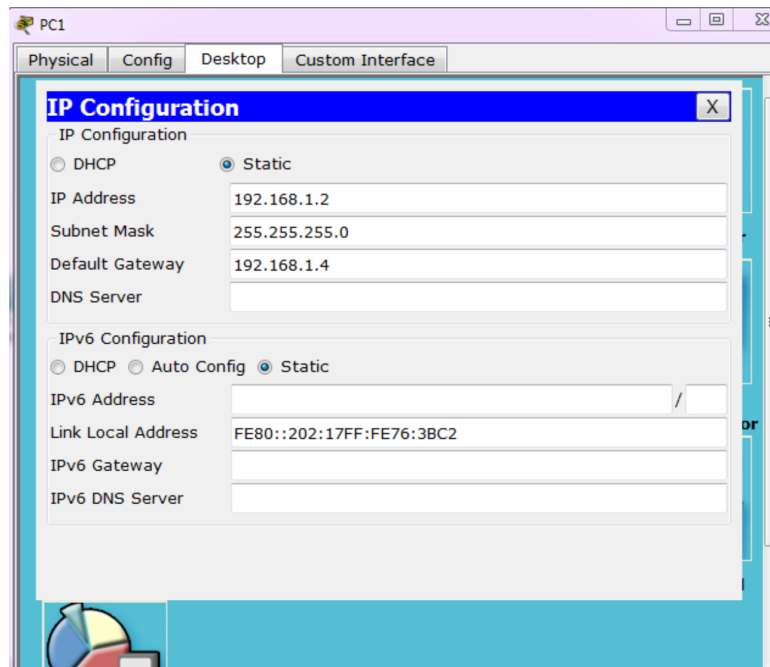 PC1
Physical Config Desktop Custom Interface
IP Configuration X
IP Configuration
DHCP Static
IP Address 192.168.1.2
Subnet Mask 255.255.255.0
Default Gateway 192.168.1.4
DNS Server
IPv6 Configuration
DHCP Auto Config Static
IPv6 Address /
Link Local Address FE80::202:17FF:FE76:3BC2
IPv6 Gateway
IPv6 DNS Server